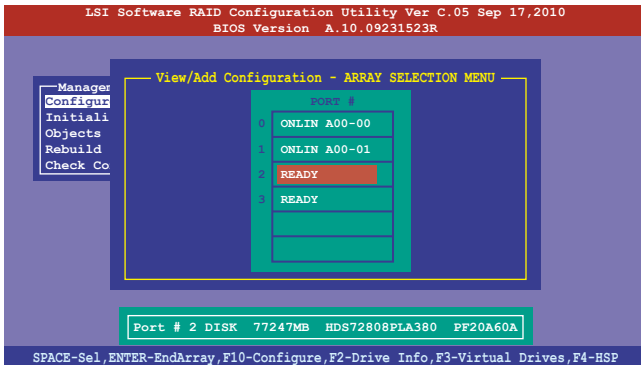 LSI Software RAID Configuration Utility Ver C.05 Sep 17,2010
BIOS Version A.10.09231523R
View/Add Configuration - ARRAY SELECTION MENU
Managem
Configure
Initiali
Objects
Rebuild
Check Co
PORT #
0 ONLIN A00-00
1 ONLIN A00-01
2 READY
3 READY
Port # 2 DISK 77247MB HDS72808PLA380 PF20A60A
SPACE-Sel,ENTER-EndArray,F10-Configure,F2-Drive Info,F3-Virtual Drives,F4-HSP